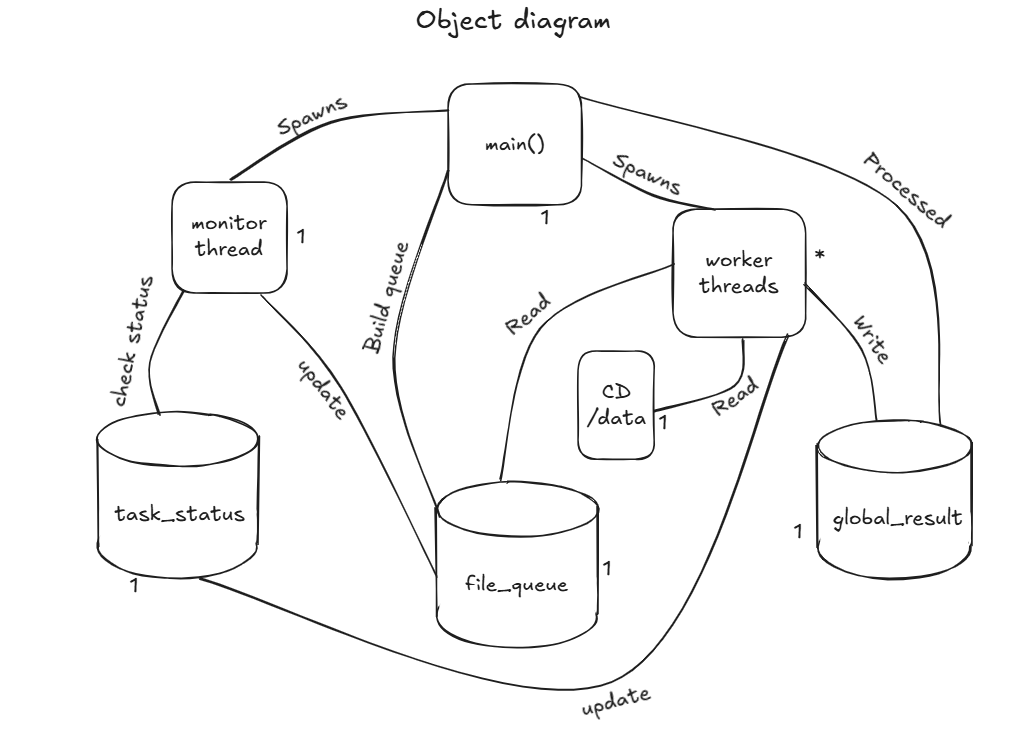 Object diagram
Spawns
main()
1
Spawns
Processed
monitor
thread
1
worker
threads
*
check status
update
Build queue
Read
Write
CD
/data
1
Read
task_status
1
file_queue
1
global_result
1
update